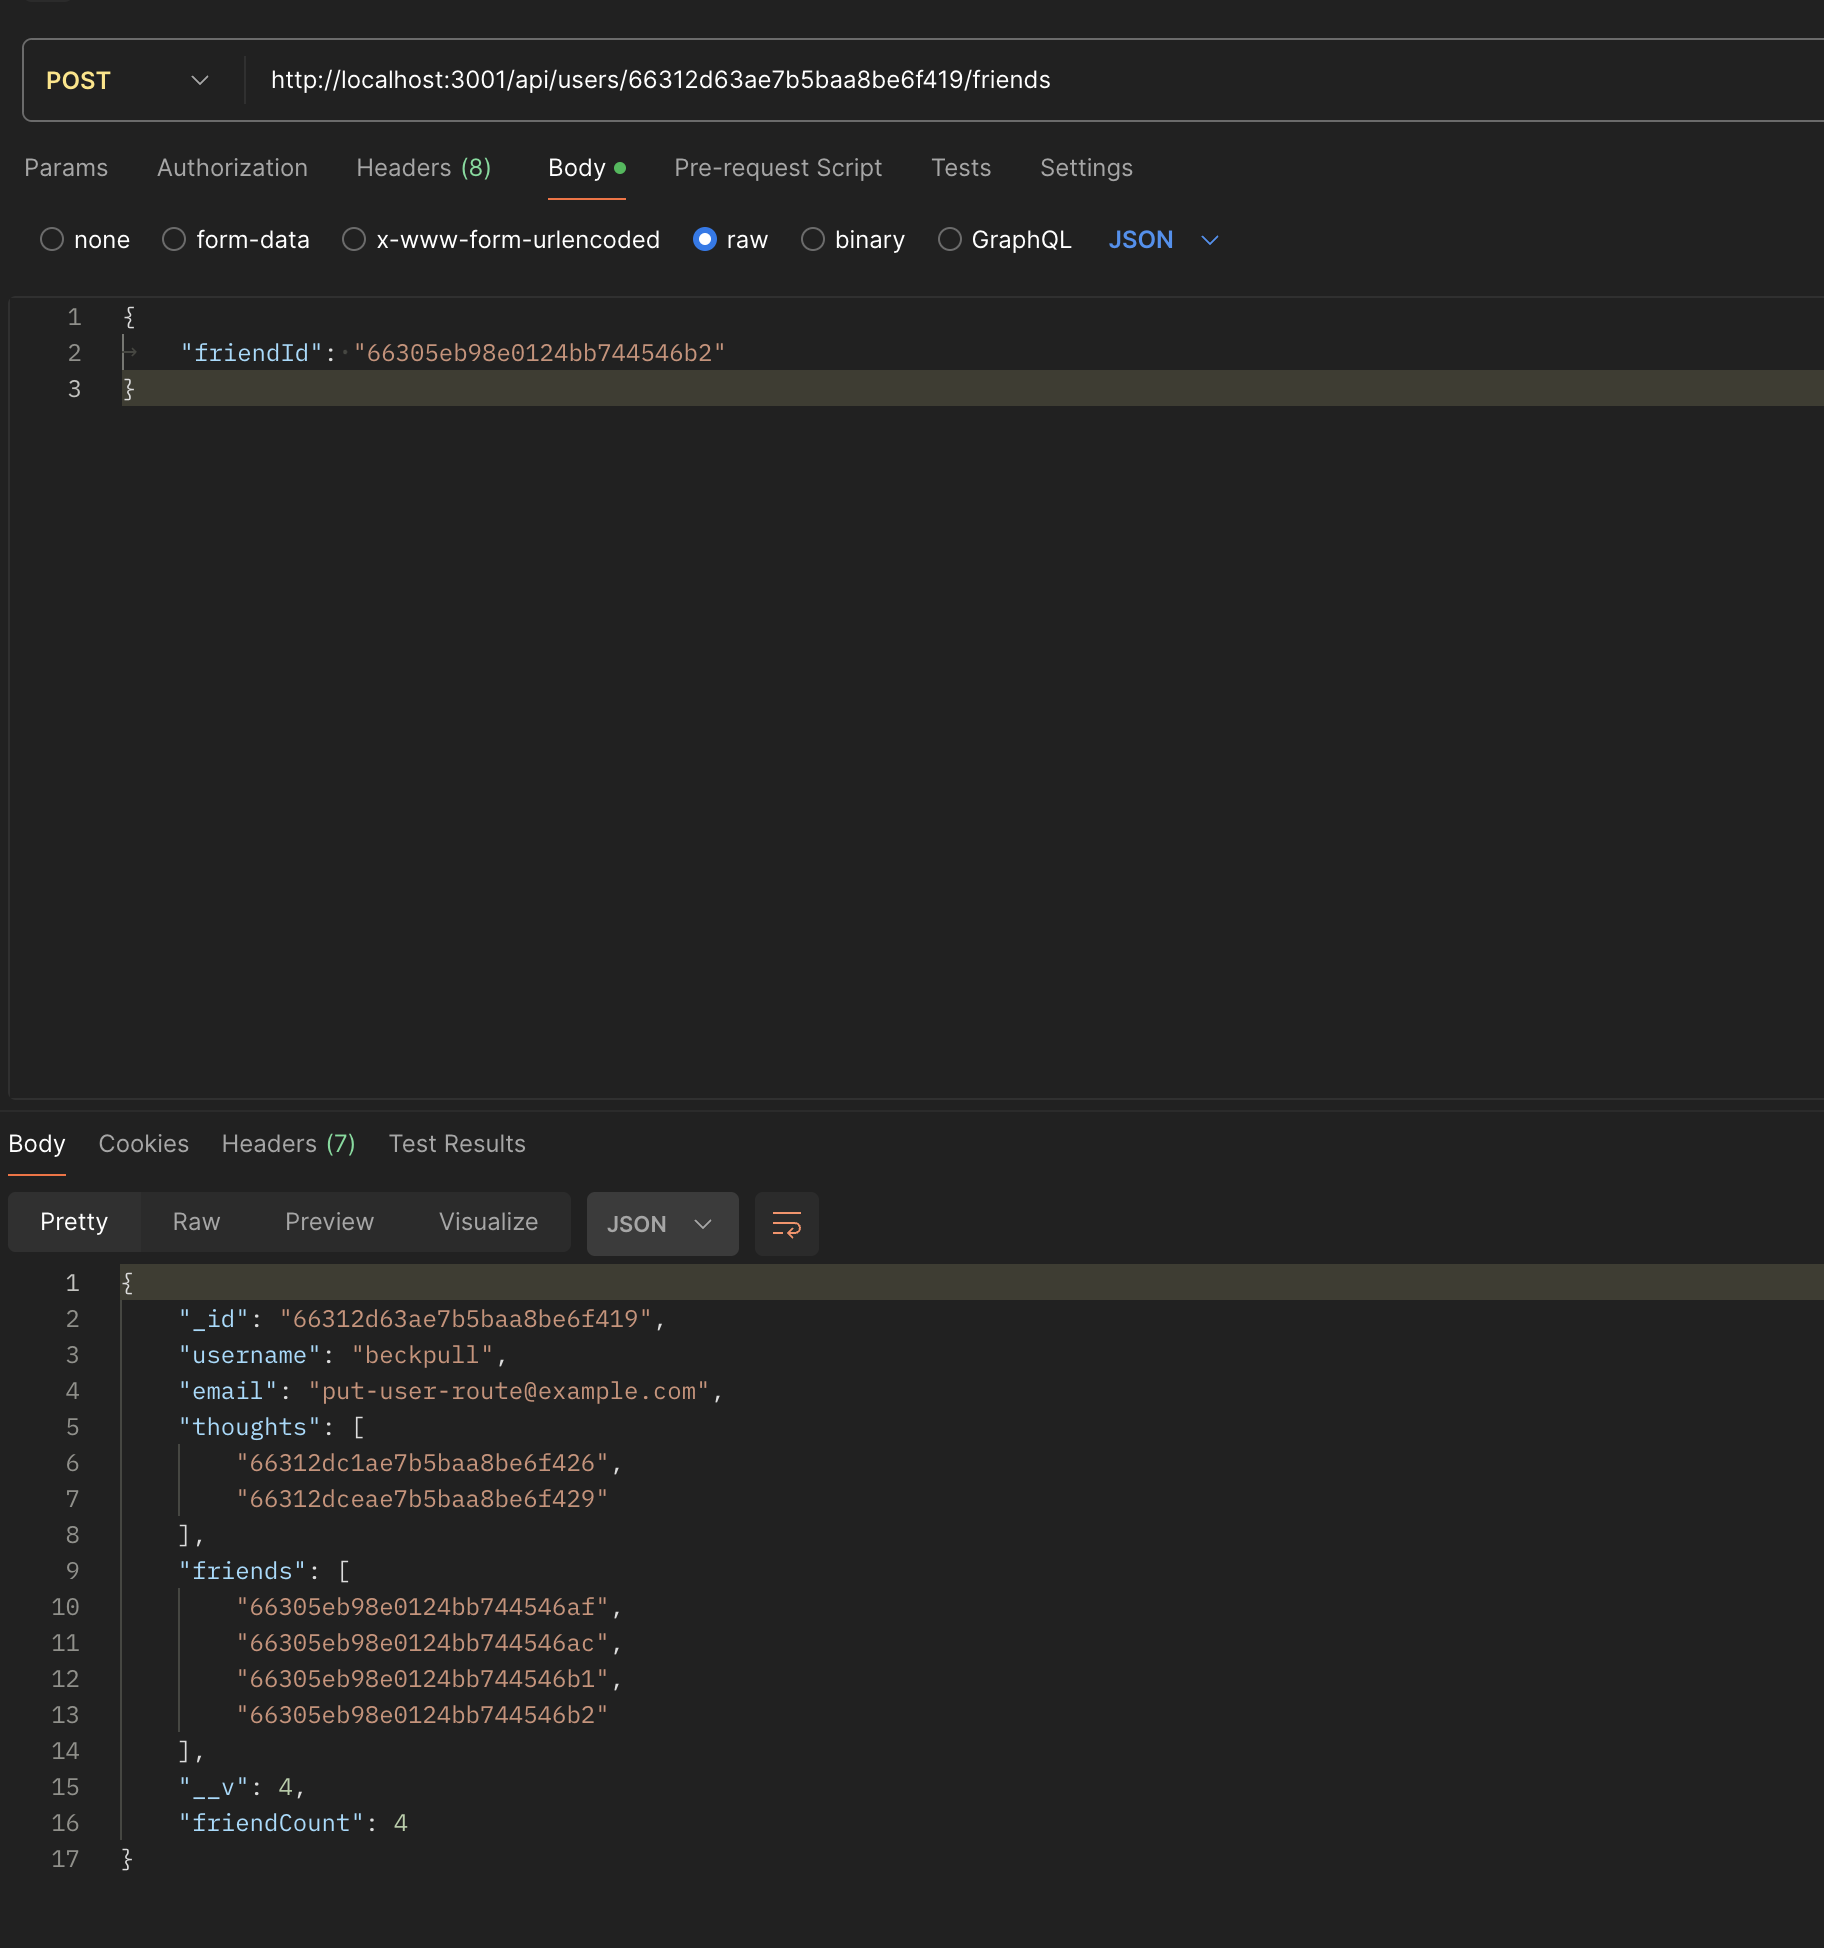 POST http://localhost:3001/api/users/66312d63ae7b5baa8be6f419/friends
Params Authorization Headers (8) Body Pre-request Script Tests Settings
none form-data x-www-form-urlencoded raw binary GraphQL JSON
1 {
2 "friendId": "66305eb98e0124bb744546b2"
3 }
Body Cookies Headers (7) Test Results
Pretty Raw Preview Visualize JSON
1 {
2 "_id": "66312d63ae7b5baa8be6f419",
3 "username": "beckpull",
4 "email": "put-user-route@example.com",
5 "thoughts": [
6 "66312dc1ae7b5baa8be6f426",
7 "66312dceae7b5baa8be6f429"
8 ],
9 "friends": [
10 "66305eb98e0124bb744546af",
11 "66305eb98e0124bb744546ac",
12 "66305eb98e0124bb744546b1",
13 "66305eb98e0124bb744546b2"
14 ],
15 "__v": 4,
16 "friendCount": 4
17 }